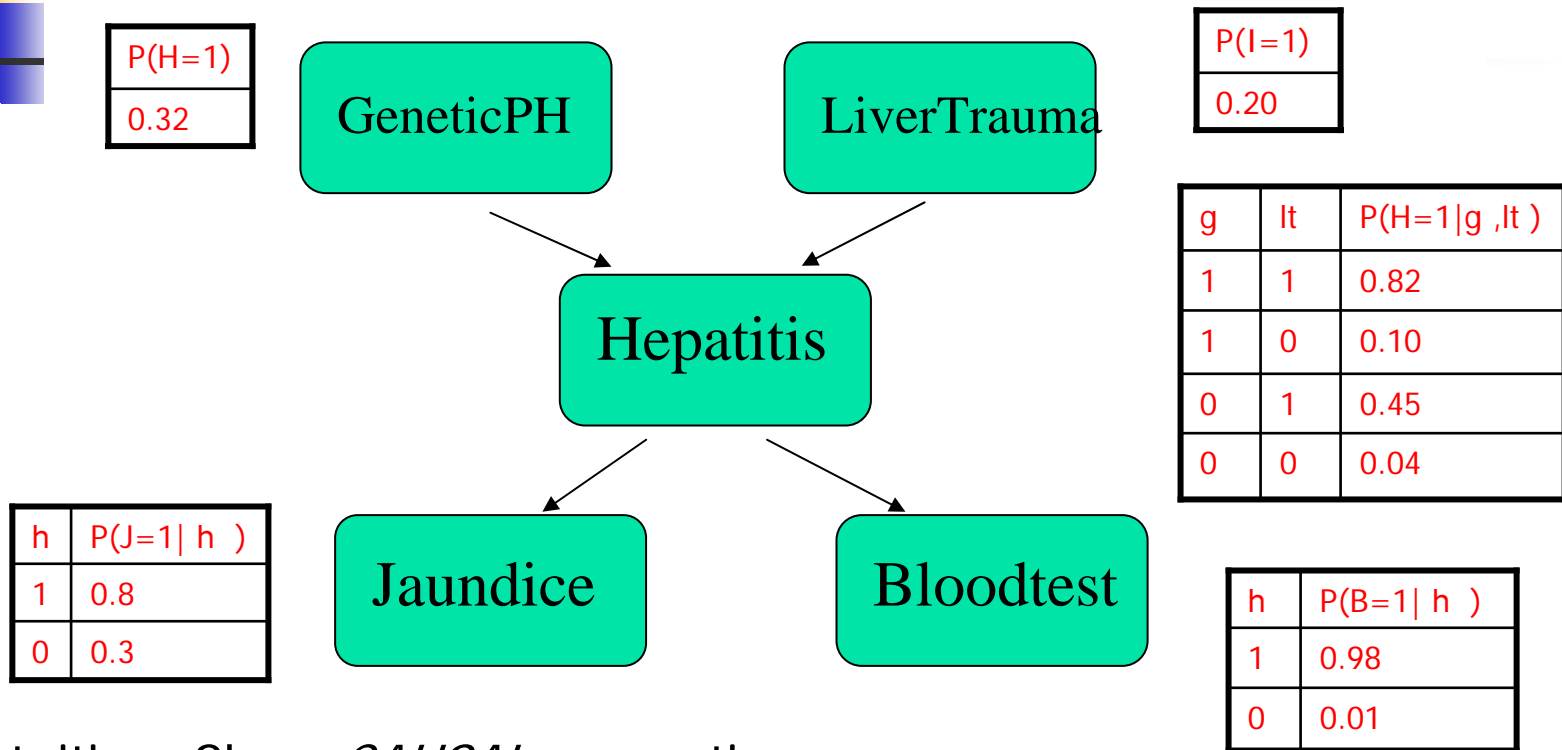 P(H=1)
0.32
GeneticPH
LiverTrauma
P(I=1)
0.20
g lt P(H=1|g ,lt )
1 1 0.82
1 0 0.10
0 1 0.45
0 0 0.04
Hepatitis
h P(J=1| h )
1 0.8
0 0.3
Jaundice
Bloodtest
h P(B=1| h )
1 0.98
0 0.01
CAUSAL